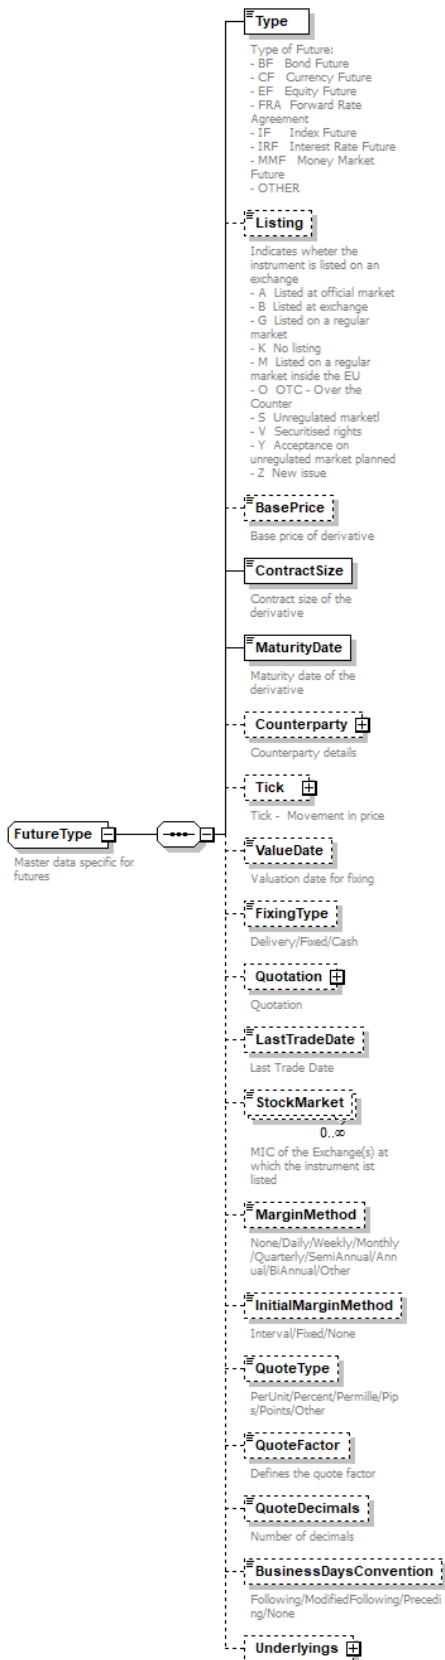 Type
Type of Future:
- BF Bond Future
- CF Currency Future
- EF Equity Future
- FRA Forward Rate
Agreement
- IF Index Future
- IRF Interest Rate Future
- MMF Money Market
Future
- OTHER
Listing
Indicates wheter the
instrument is listed on an
exchange
- A Listed at official market
- B Listed at exchange
- G Listed on a regular
market
- K No listing
- M Listed on a regular
market inside the EU
- O OTC - Over the
Counter
- S Unregulated marketl
- V Securitised rights
- Y Acceptance on
unregulated market planned
- Z New issue
BasePrice
Base price of derivative
ContractSize
Contract size of the
derivative
MaturityDate
Maturity date of the
derivative
Counterparty
Counterparty details
Tick
Tick - Movement in price
FutureType
Master data specific for
futures
ValueDate
Valuation date for fixing
FixingType
Delivery/Fixed/Cash
Quotation
Quotation
LastTradeDate
Last Trade Date
StockMarket
0..∞
MIC of the Exchange(s) at
which the instrument ist
listed
MarginMethod
None/Daily/Weekly/Monthly
/Quarterly/SemiAnnual/Ann
ual/BiAnnual/Other
InitialMarginMethod
Interval/Fixed/None
QuoteType
PerUnit/Percent/Permille/Pip
s/Points/Other
QuoteFactor
Defines the quote factor
QuoteDecimals
Number of decimals
BusinessDaysConvention
Following/ModifiedFollowing/Precedi
ng/None
Underlyings